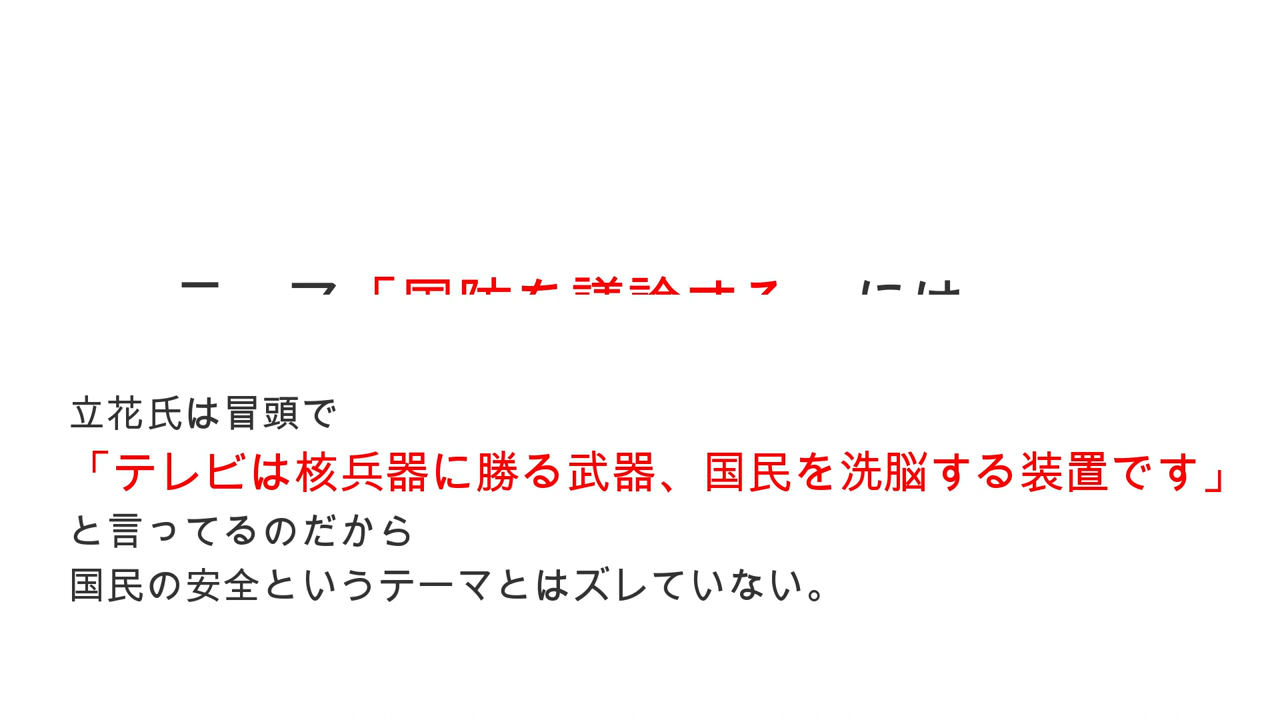 立花氏は冒頭で
「テレビは核兵器に勝る武器、国民を洗脳する装置です」
と言ってるのだから
国民の安全というテーマとはズレていない。